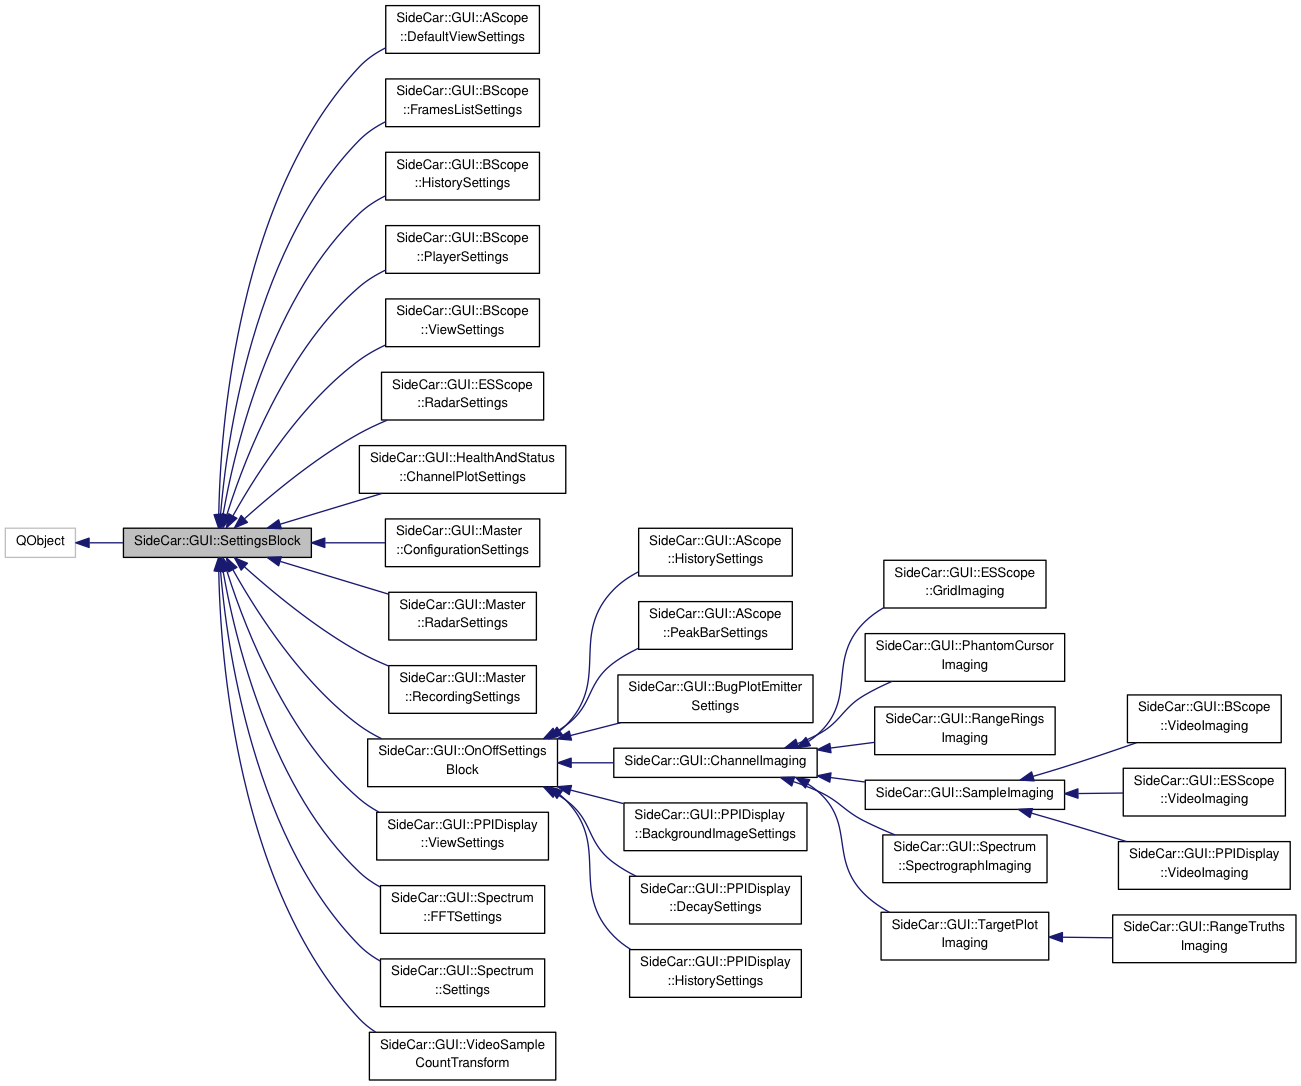 QObject
SideCar::GUI::SettingsBlock
SideCar::GUI::AScope
::DefaultViewSettings
SideCar::GUI::BScope
::FramesListSettings
SideCar::GUI::BScope
::HistorySettings
SideCar::GUI::BScope
::PlayerSettings
SideCar::GUI::BScope
::ViewSettings
SideCar::GUI::ESScope
::RadarSettings
SideCar::GUI::HealthAndStatus
::ChannelPlotSettings
SideCar::GUI::Master
::ConfigurationSettings
SideCar::GUI::Master
::RadarSettings
SideCar::GUI::Master
::RecordingSettings
SideCar::GUI::OnOffSettings
Block
SideCar::GUI::PPIDisplay
::ViewSettings
SideCar::GUI::Spectrum
::FFTSettings
SideCar::GUI::Spectrum
::Settings
SideCar::GUI::VideoSample
CountTransform
SideCar::GUI::AScope
::HistorySettings
SideCar::GUI::AScope
::PeakBarSettings
SideCar::GUI::BugPlotEmitter
Settings
SideCar::GUI::ChannelImaging
SideCar::GUI::PPIDisplay
::BackgroundImageSettings
SideCar::GUI::PPIDisplay
::DecaySettings
SideCar::GUI::PPIDisplay
::HistorySettings
SideCar::GUI::ESScope
::GridImaging
SideCar::GUI::PhantomCursor
Imaging
SideCar::GUI::RangeRings
Imaging
SideCar::GUI::SampleImaging
SideCar::GUI::Spectrum
::SpectrographImaging
SideCar::GUI::TargetPlot
Imaging
SideCar::GUI::BScope
::VideoImaging
SideCar::GUI::ESScope
::VideoImaging
SideCar::GUI::PPIDisplay
::VideoImaging
SideCar::GUI::RangeTruths
Imaging